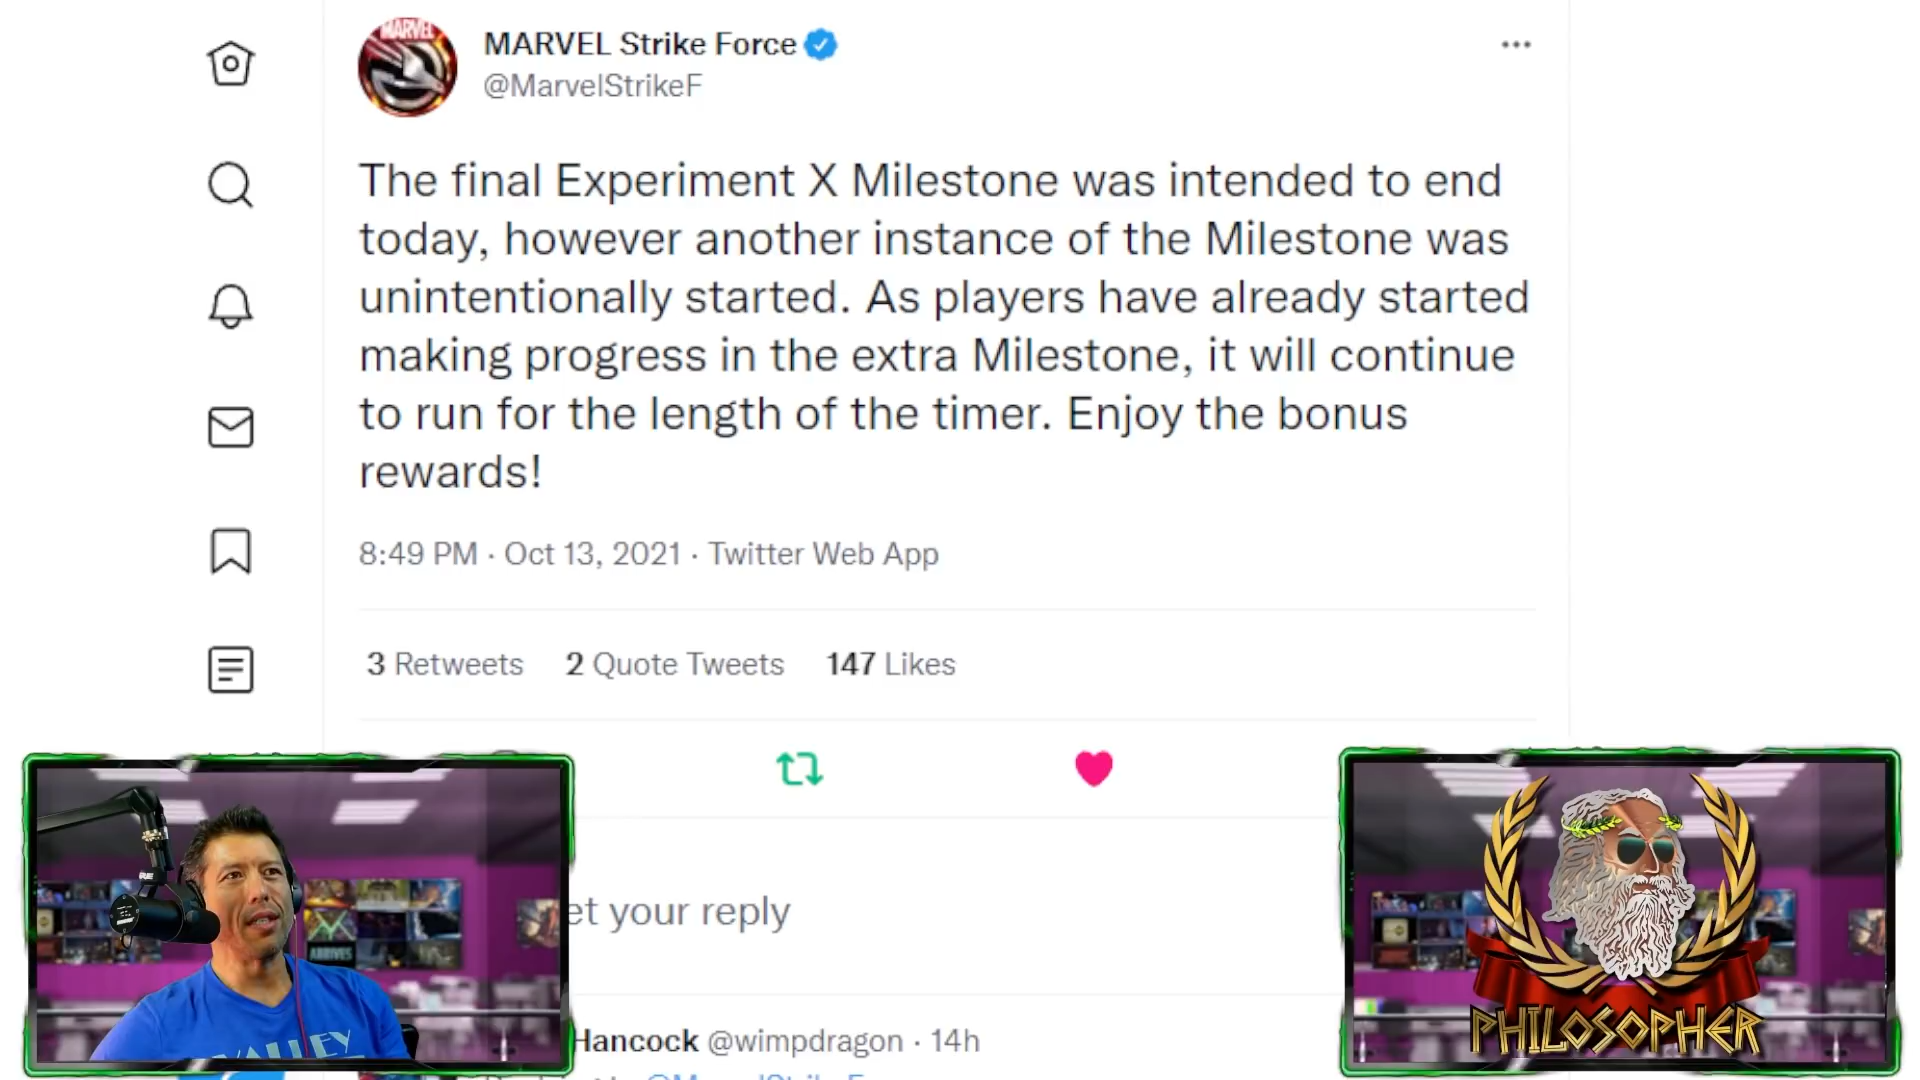 MARVEL
MARVEL Strike Force
@MarvelStrikeF
The final Experiment X Milestone was intended to end
today, however another instance of the Milestone was
unintentionally started. As players have already started
making progress in the extra Milestone, it will continue
to run for the length of the timer. Enjoy the bonus
rewards!
8:49 PM · Oct 13, 2021 · Twitter Web App
3 Retweets 2 Quote Tweets 147 Likes
et your reply
Hancock @wimpdragon · 14h
ARRIVES
PHILOSOPHER